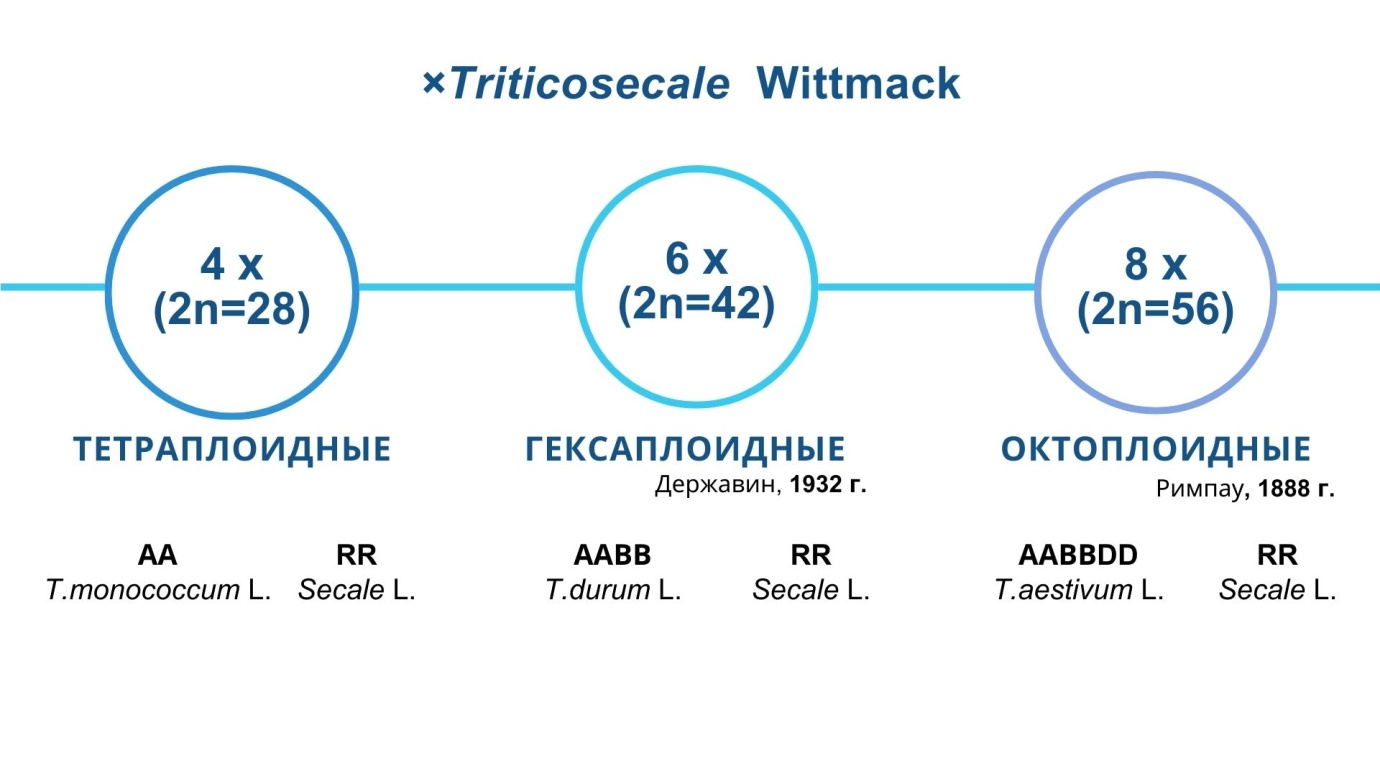 ×Triticosecale Wittmack
4 x
(2n=28)
6 x
(2n=42)
8 x
(2n=56)
ТЕТРАПЛОИДНЫЕ
ГЕКСАПЛОИДНЫЕ
Державин, 1932 г.
ОКТОПЛОИДНЫЕ
Римпау, 1888 г.
AA RR
T.monococcum L. Secale L.
AABB RR
T.durum L. Secale L.
AABBDD RR
T.aestivum L. Secale L.